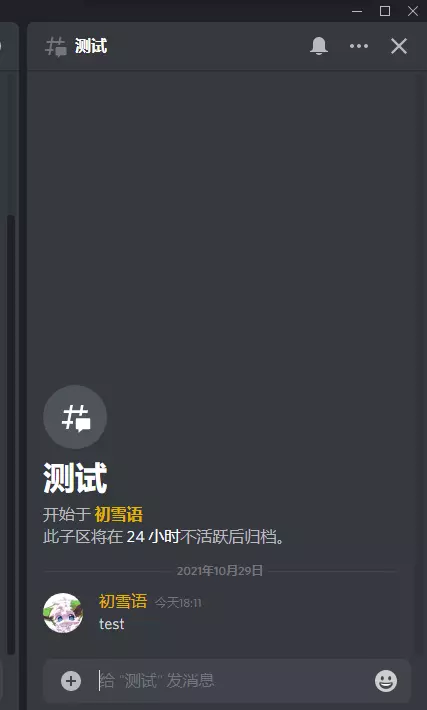 测试
测试
开始于 初雪语
此子区将在 24 小时不活跃后归档。
2021年10月29日
初雪语 今天18:11
test
给 “测试” 发消息